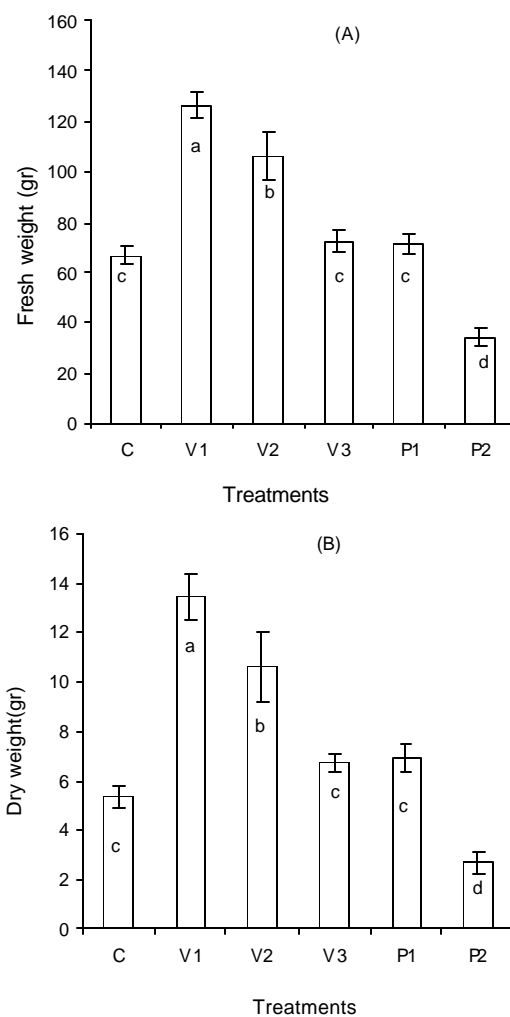 (A)
Fresh weight (gr)
160
140
120
100
80
60
40
20
0
a
b
c
c
c
d
C V1 V2 V3 P1 P2
Treatments
(B)
Dry weight(gr)
16
14
12
10
8
6
4
2
0
a
b
c
c
c
d
C V1 V2 V3 P1 P2
Treatments